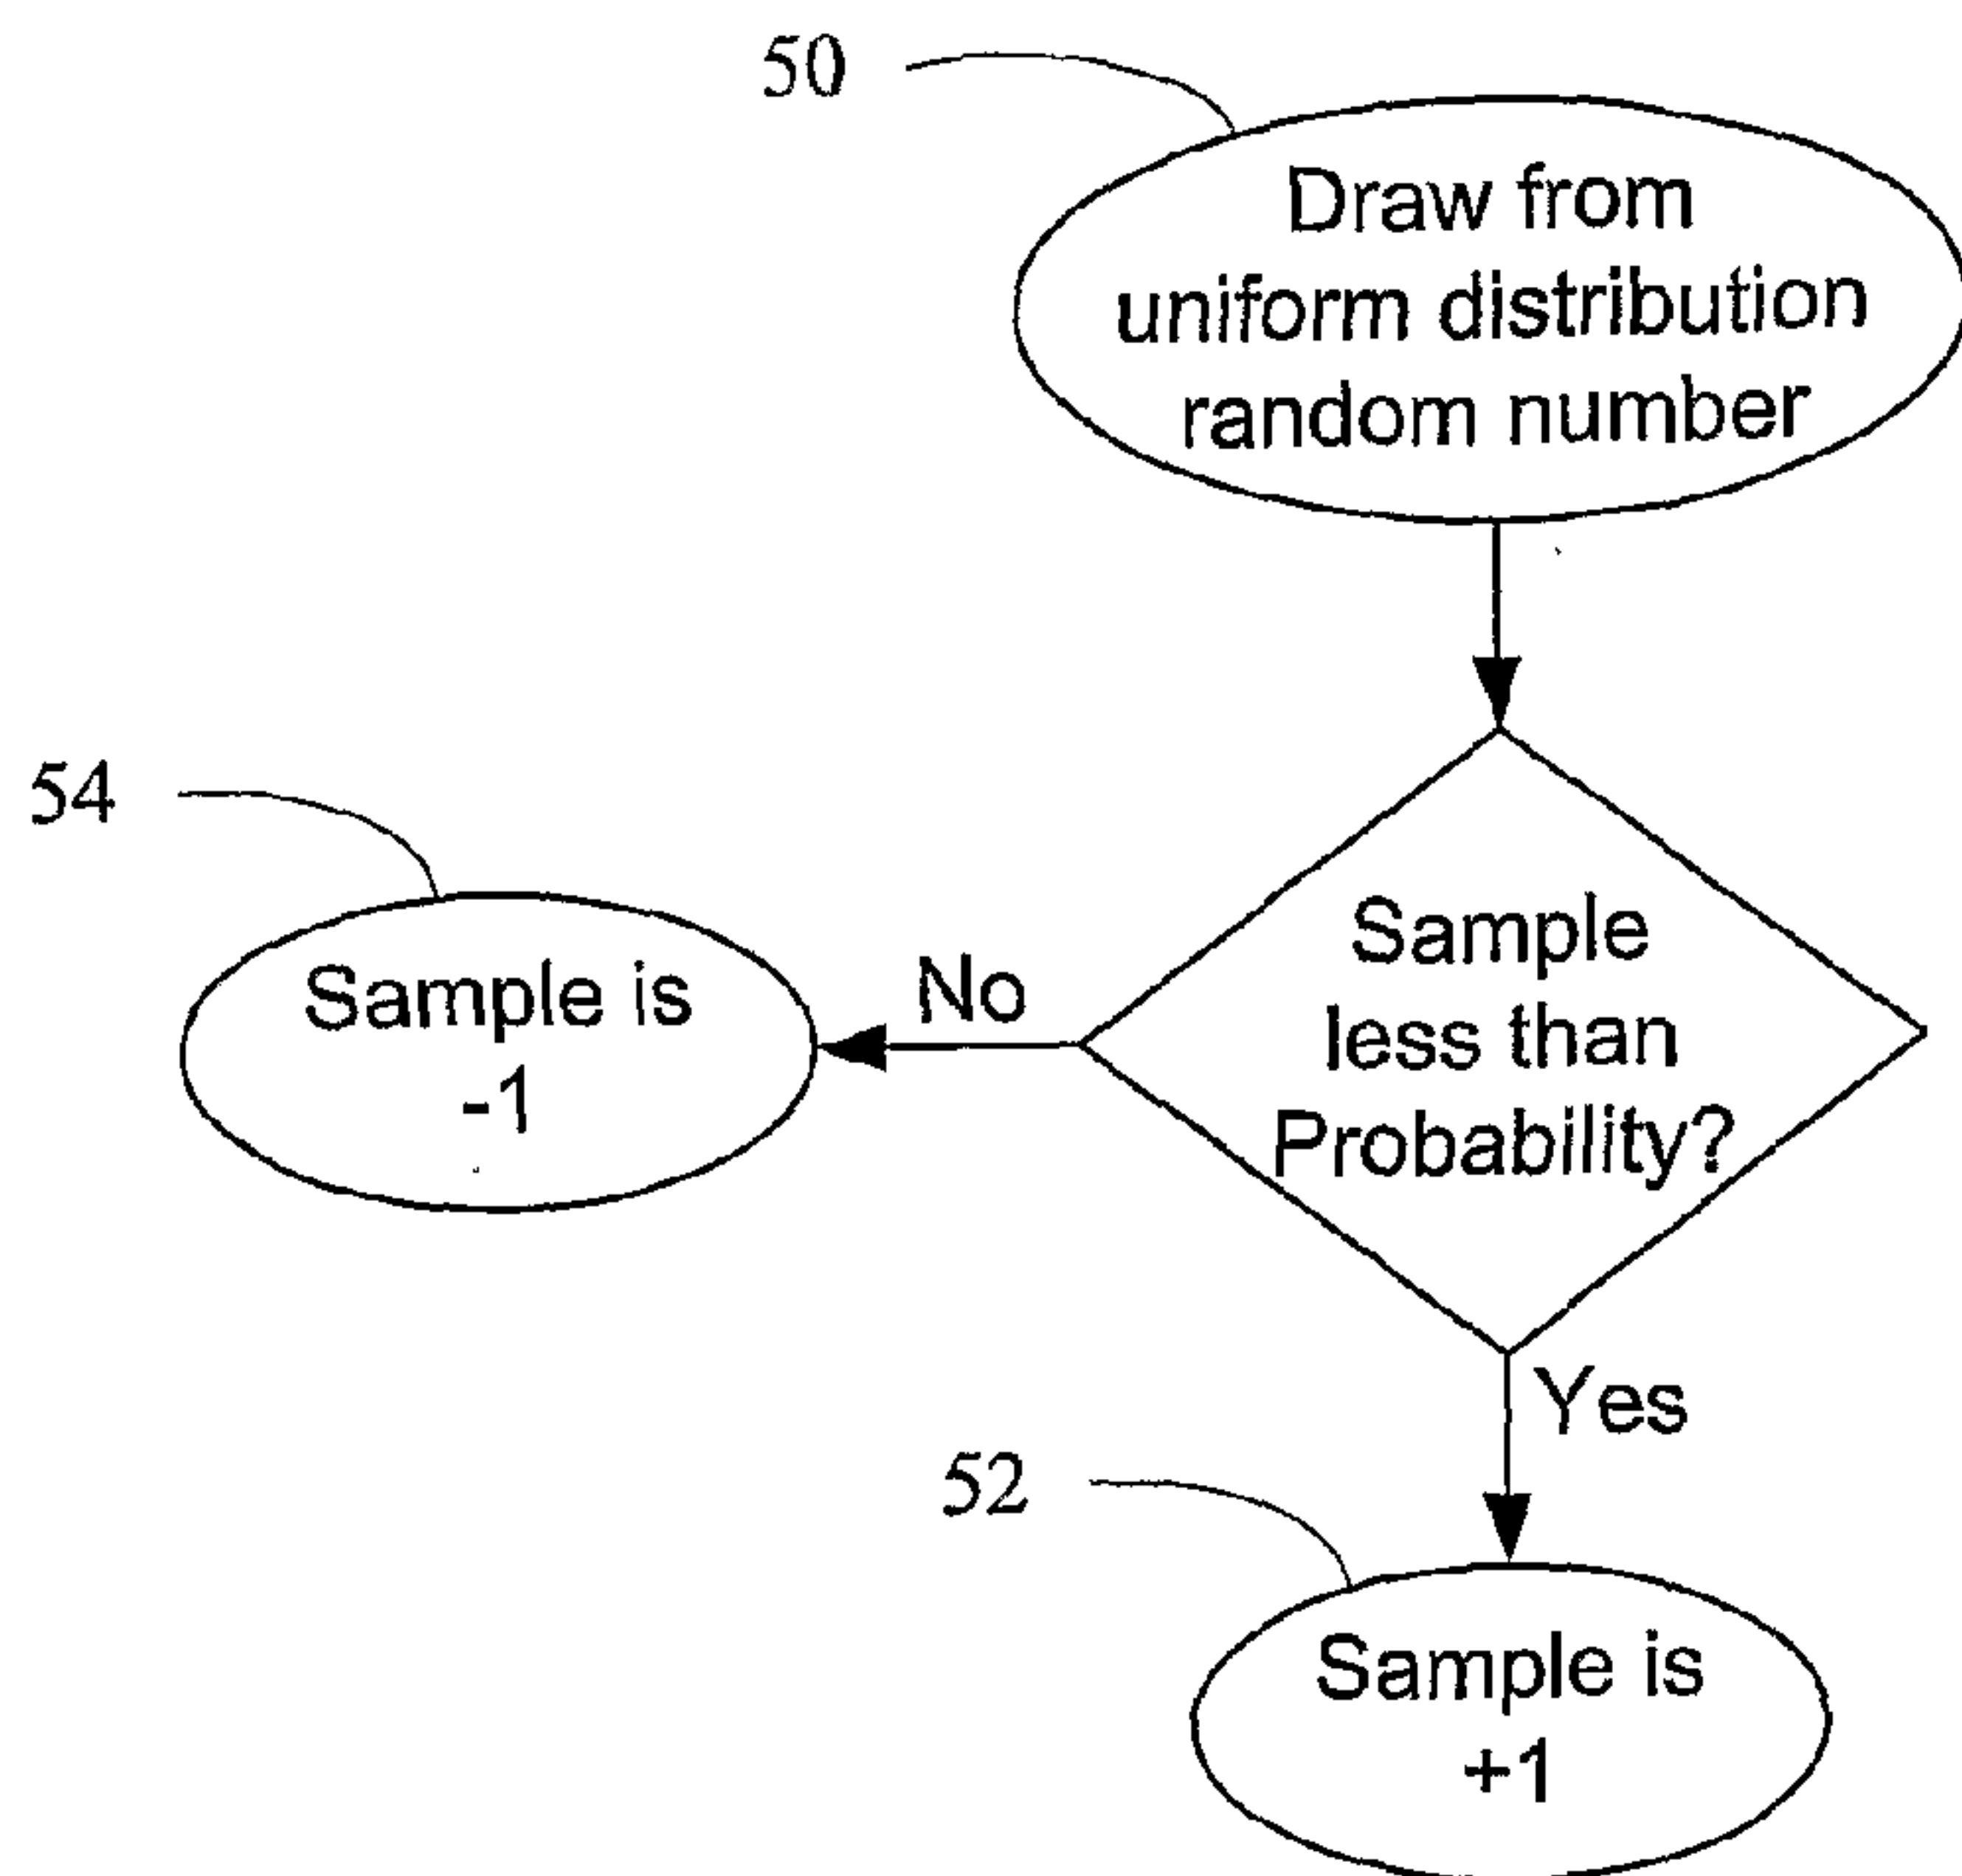 50
Draw from
uniform distribution
random number
54
Sample is
-1
No
Sample
less than
Probability?
Yes
52
Sample is
+1